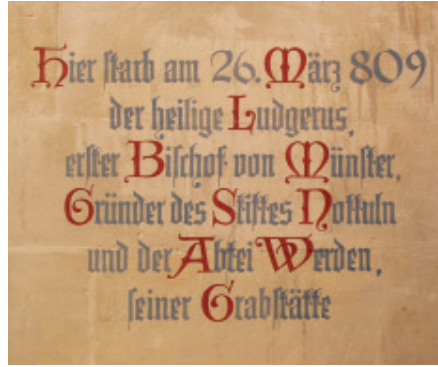 Hier starb am 26. März 809
der heilige Ludgerus,
erster Bischof von Münster,
Gründer des Stiftes Nottuln
und der Abtei Werden,
seiner Grabstätte